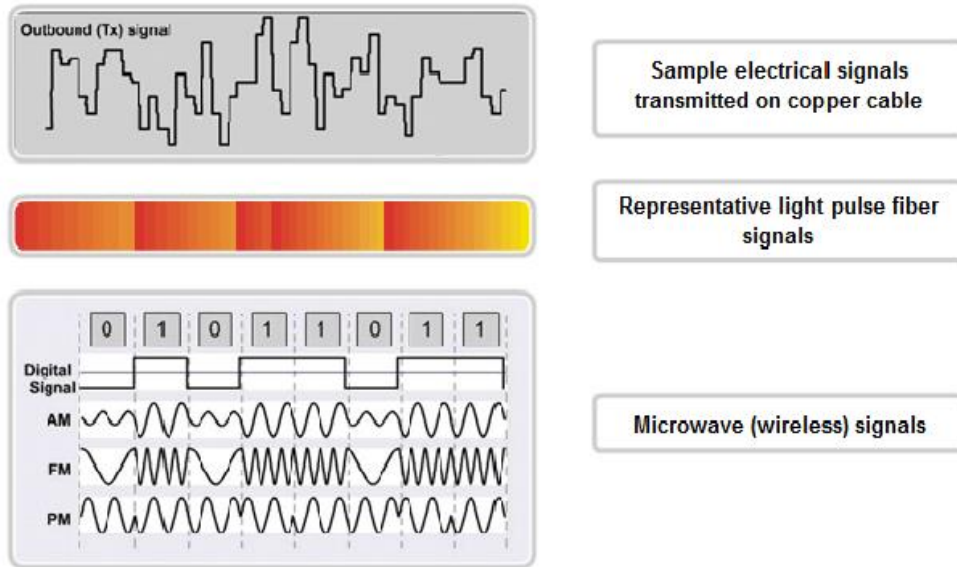 Outbound (Tx) signal
Sample electrical signals
transmitted on copper cable
Representative light pulse fiber
signals
0 1 0 1 1 0 1 1
Digital
Signal
AM
FM
PM
Microwave (wireless) signals